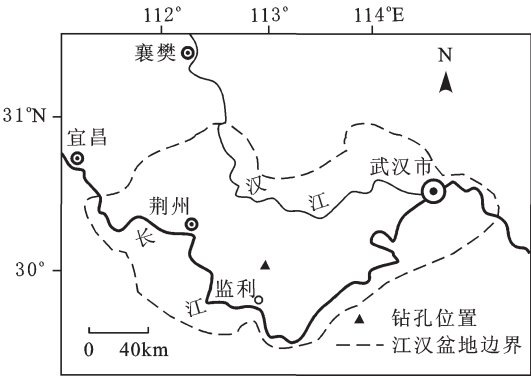 112° 113° 114°E
襄樊
N
31°N
宜昌
武汉市
汉
江
荆州
长
30°
监利
江
钻孔位置
0 40km
江汉盆地边界